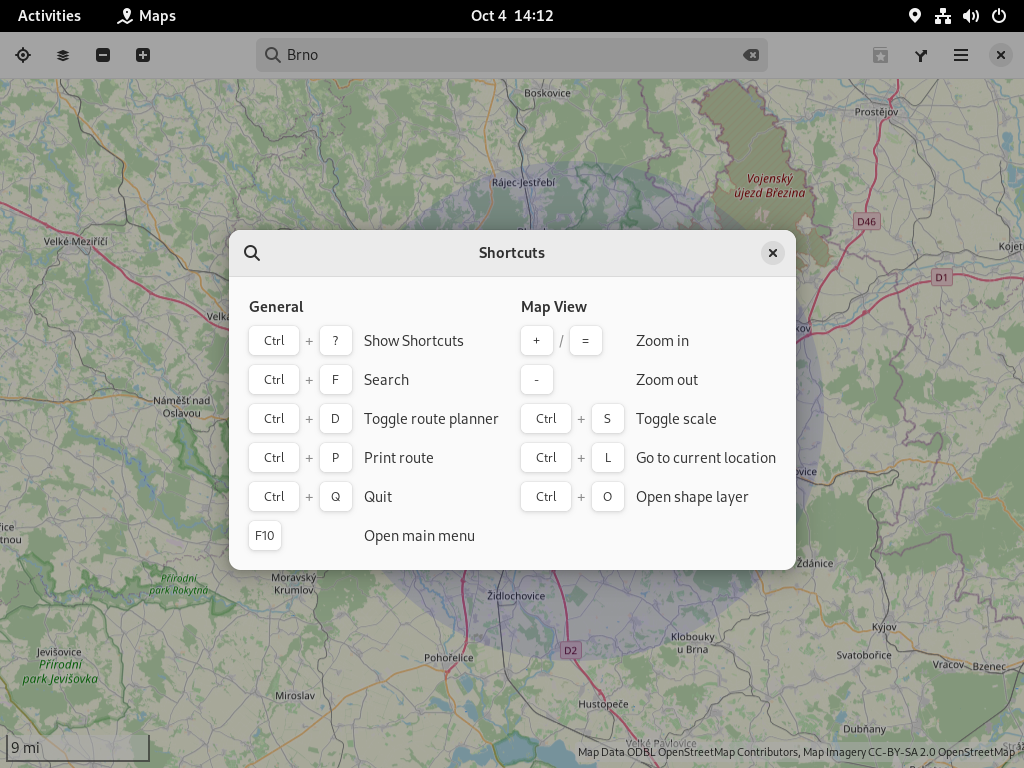 Activities
Maps
Oct 4 14:12
Brno
Boskovice
Prostějov
Rájec-Jestřebí
Vojenský
újezd Březina
D46
Velké Meziříčí
D1
Shortcuts
General
Map View
Ctrl + ? Show Shortcuts
+ / = Zoom in
Ctrl + F Search
- Zoom out
Ctrl + D Toggle route planner
Ctrl + S Toggle scale
Ctrl + P Print route
Ctrl + L Go to current location
Ctrl + Q Quit
Ctrl + O Open shape layer
F10 Open main menu
Náměšť nad
Oslavou
Ždánice
Přírodní
park Rokytná
Moravský
Krumlov
Židlochovice
Kyjov
Klobouky
u Brna
Jevišovice
Přírodní
park Jevišovka
D2
Pohořelice
Svatobořice
Vracov
Bzenec
Miroslav
Hustopeče
Dubňany
Velké Pavlovice
9 mi
Map Data ODBL OpenStreetMap Contributors, Map Imagery CC-BY-SA 2.0 OpenStreetMap